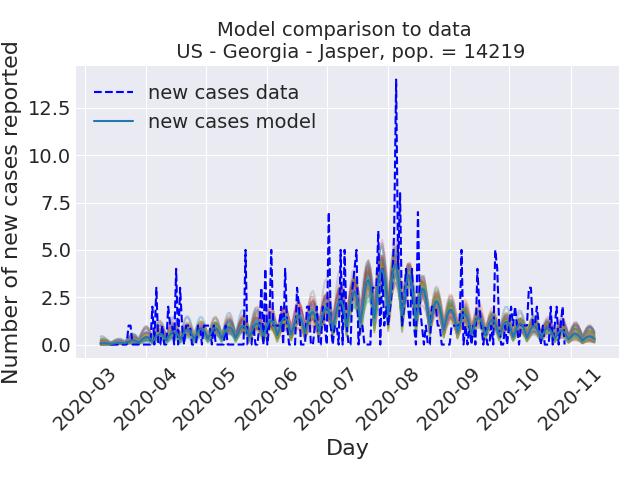 Model comparison to data
US - Georgia - Jasper, pop. = 14219
new cases data
new cases model
Number of new cases reported
12.5
10.0
7.5
5.0
2.5
0.0
2020-03
2020-04
2020-05
2020-06
2020-07
2020-08
2020-09
2020-10
2020-11
Day